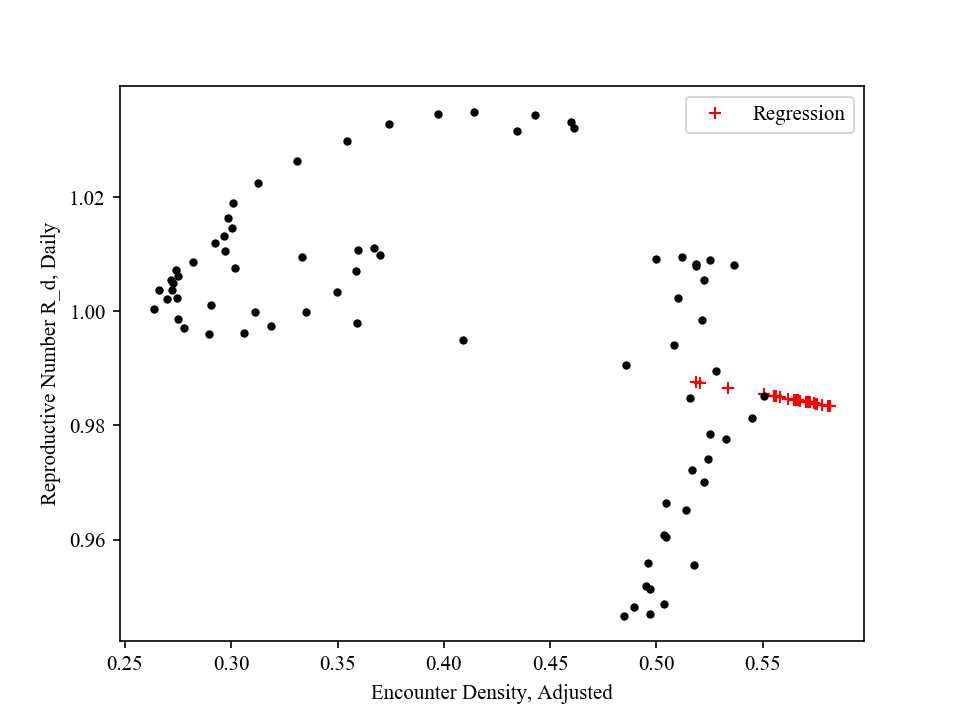 Regression
1.02
1.00
0.98
0.96
Reproductive Number R_d, Daily
0.25 0.30 0.35 0.40 0.45 0.50 0.55
Encounter Density, Adjusted